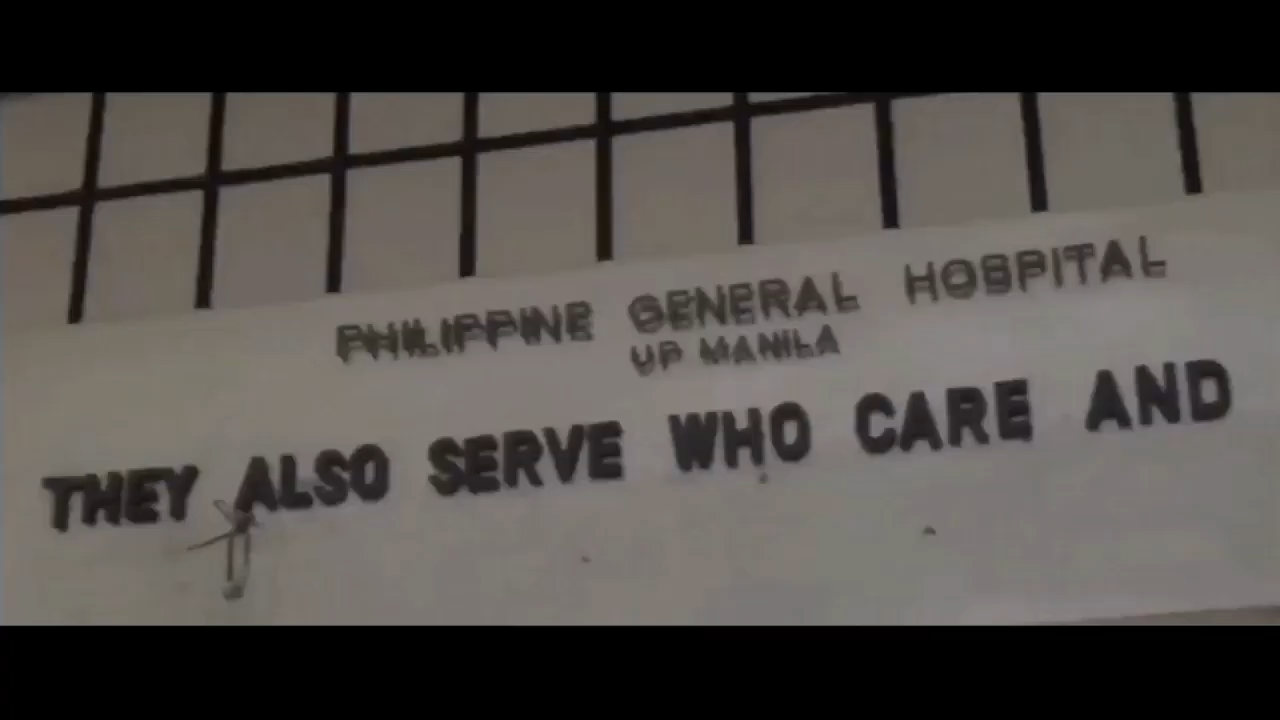 PHILIPPINE GENERAL HOSPITAL
UP MANILA
THEY ALSO SERVE WHO CARE AND